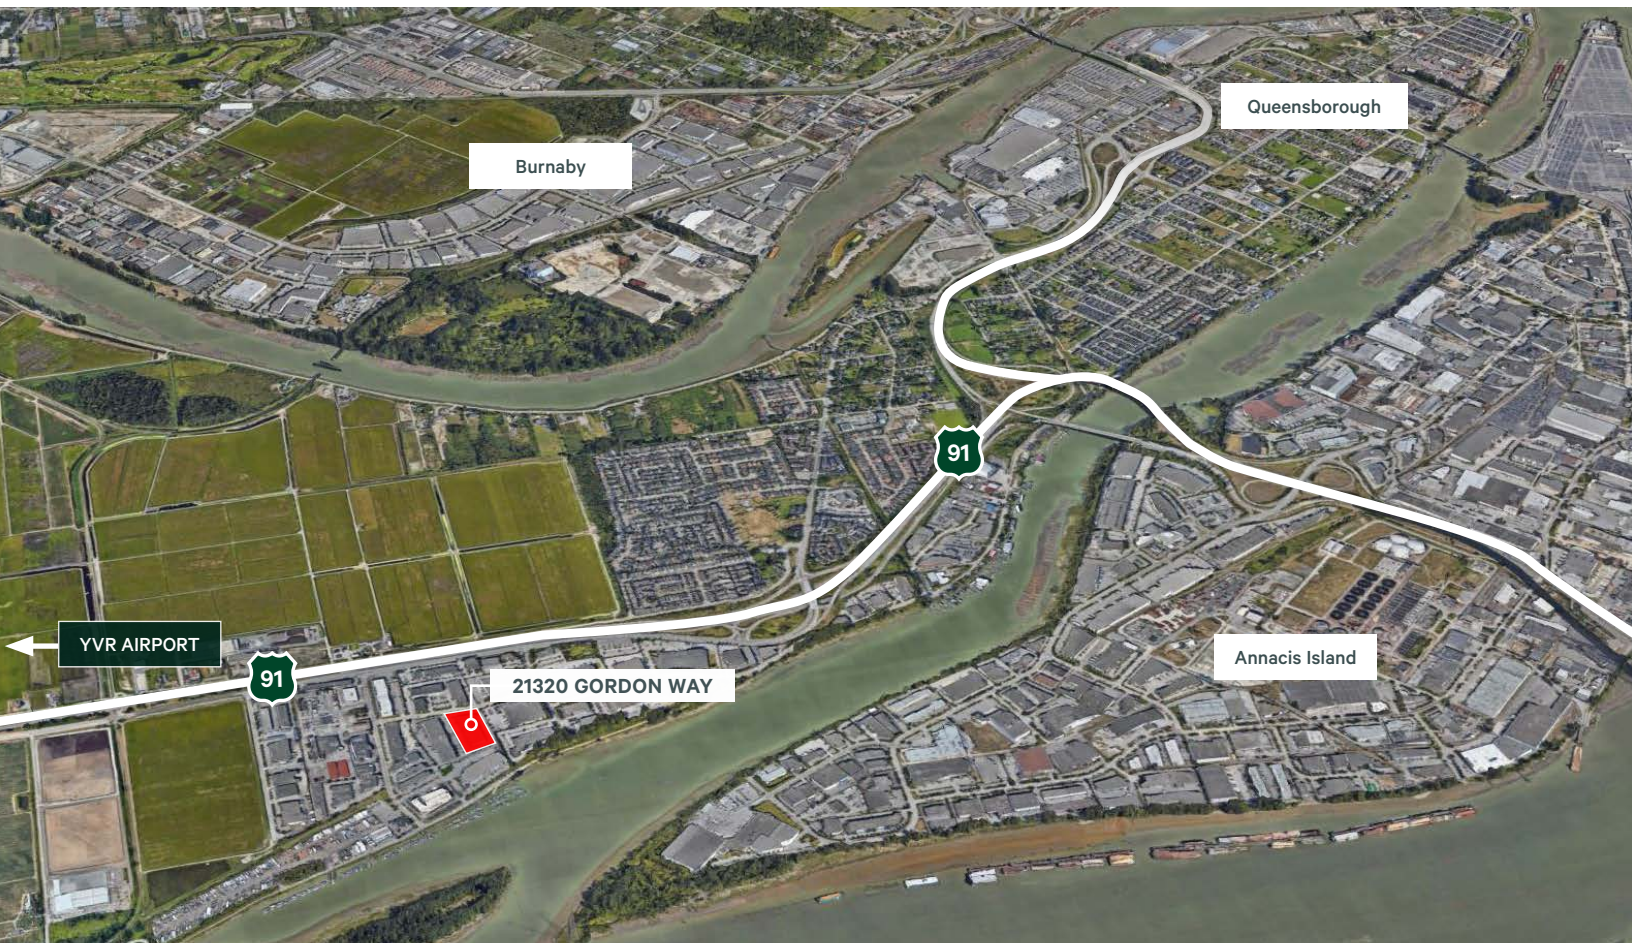 Queensborough
Burnaby
91
YVR AIRPORT
Annacis Island
91
21320 GORDON WAY